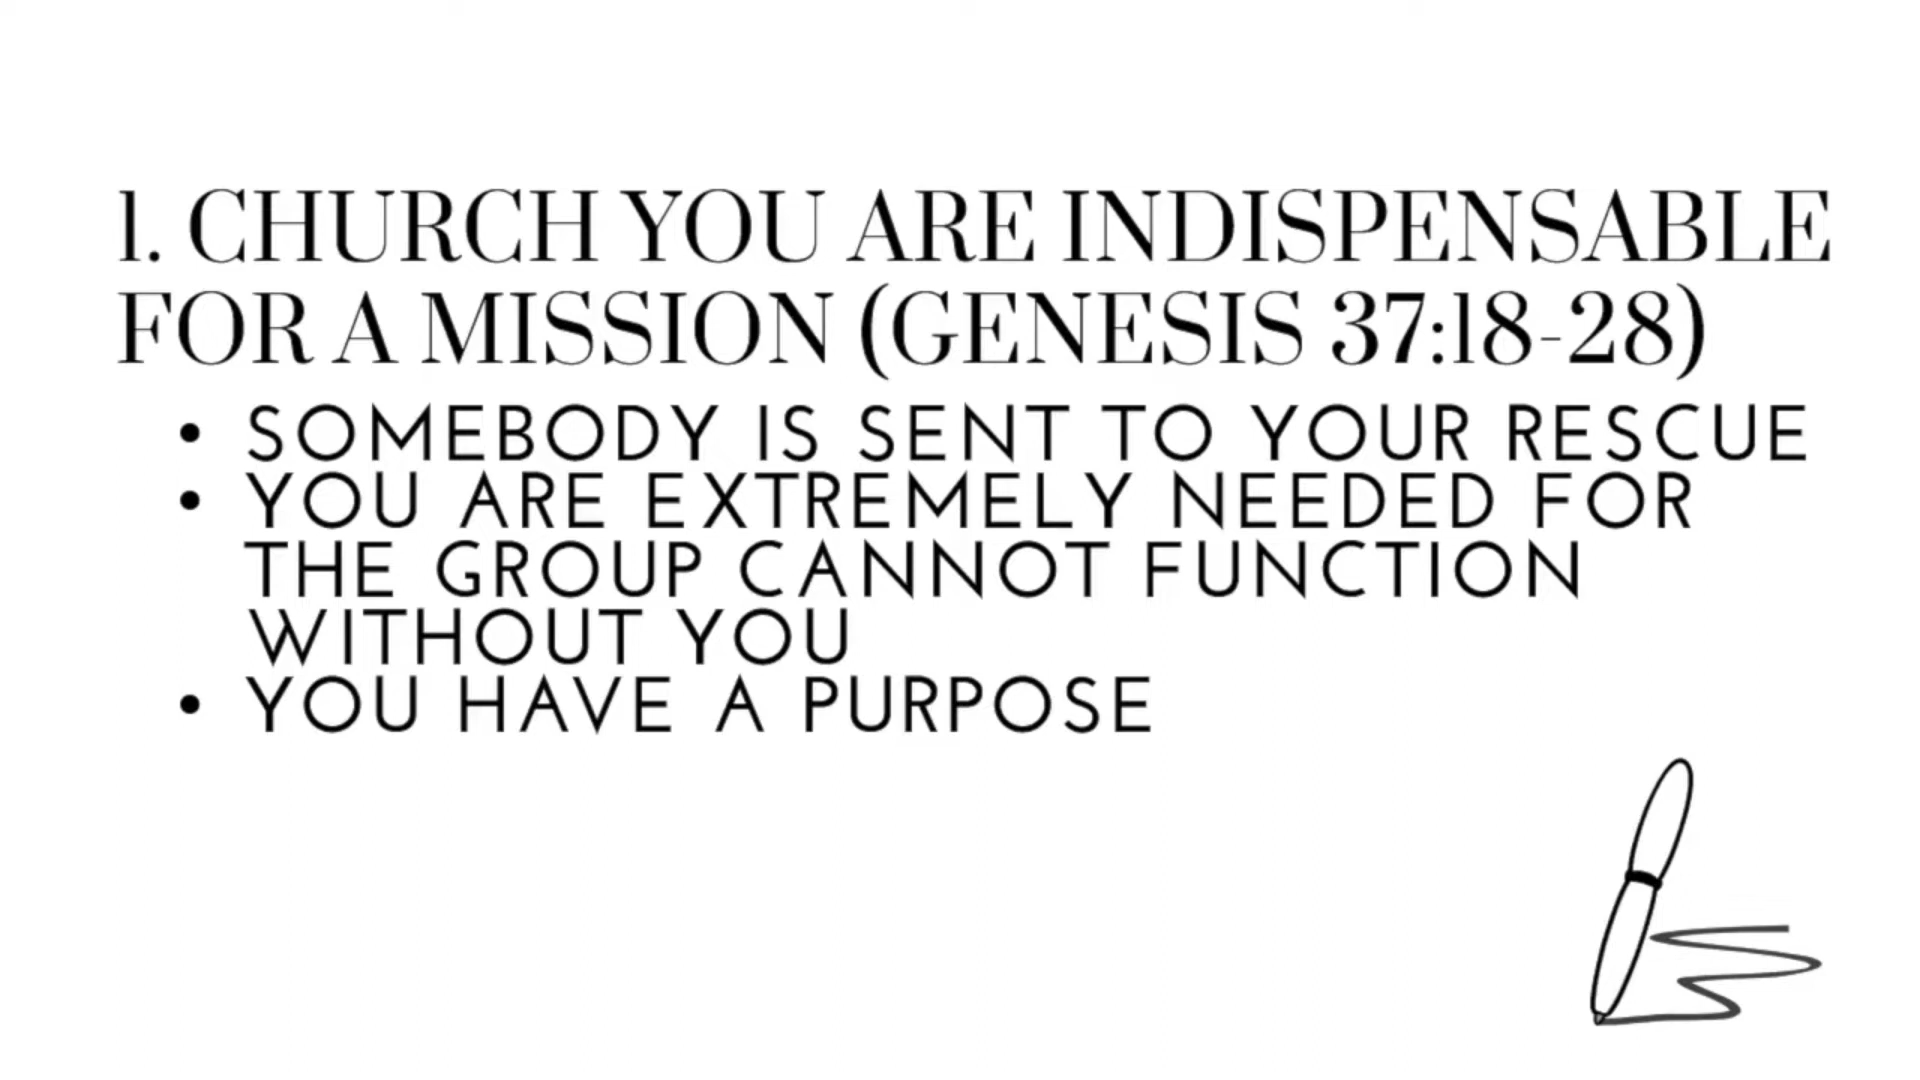 1. CHURCH YOU ARE INDISPENSABLE
FOR A MISSION (GENESIS 37:18-28)
• SOMEBODY IS SENT TO YOUR RESCUE
• YOU ARE EXTREMELY NEEDED FOR
THE GROUP CANNOT FUNCTION
WITHOUT YOU
• YOU HAVE A PURPOSE